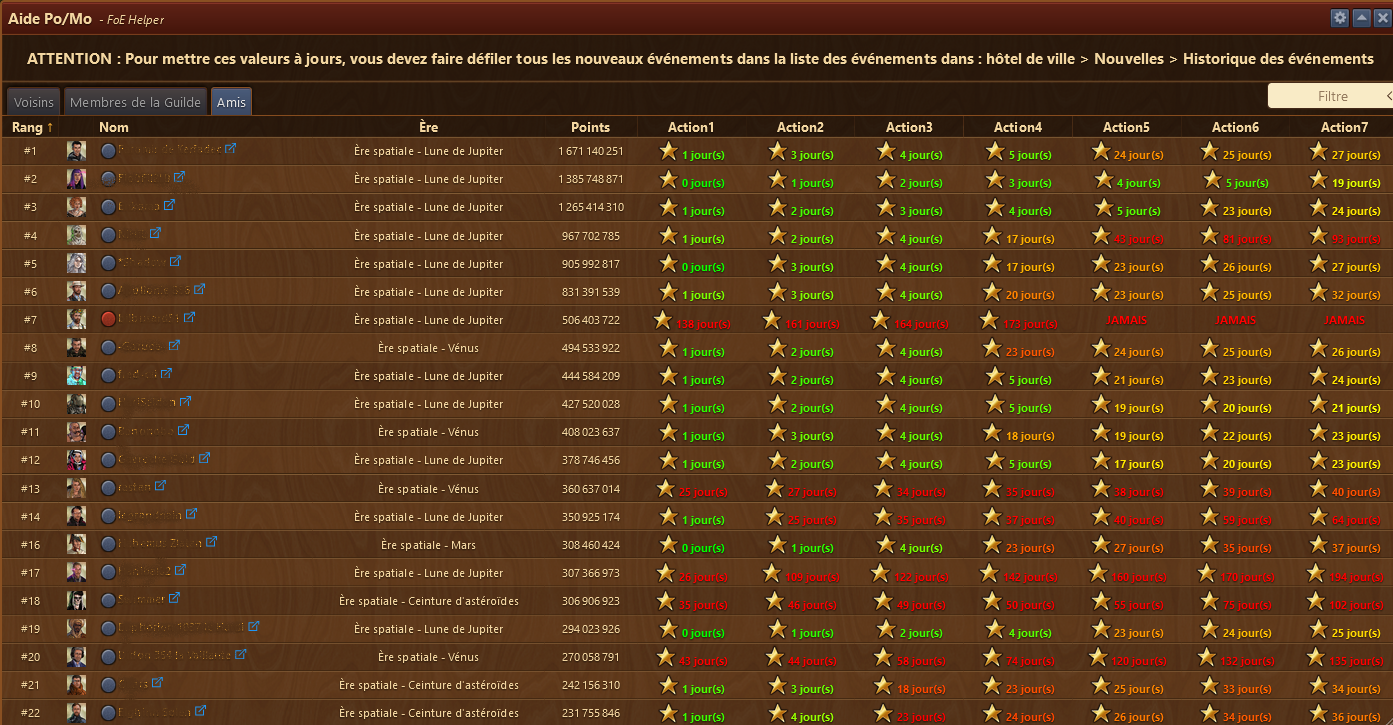 Aide Po/Mo - FoE Helper
ATTENTION : Pour mettre ces valeurs à jours, vous devez faire défiler tous les nouveaux événements dans la liste des événements dans : hôtel de ville > Nouvelles > Historique des événements
Voisins Membres de la Guilde Amis Filtre
Rang ↑ Nom Ère Points Action1 Action2 Action3 Action4 Action5 Action6 Action7
#1 Ère spatiale - Lune de Jupiter 1 671 140 251 1 jour(s) 3 jour(s) 4 jour(s) 5 jour(s) 24 jour(s) 25 jour(s) 27 jour(s)
#2 Ère spatiale - Lune de Jupiter 1 385 748 871 0 jour(s) 1 jour(s) 2 jour(s) 3 jour(s) 4 jour(s) 5 jour(s) 19 jour(s)
#3 Ère spatiale - Lune de Jupiter 1 265 414 310 1 jour(s) 2 jour(s) 3 jour(s) 4 jour(s) 5 jour(s) 23 jour(s) 24 jour(s)
#4 Ère spatiale - Lune de Jupiter 967 702 785 1 jour(s) 2 jour(s) 4 jour(s) 17 jour(s) 43 jour(s) 81 jour(s) 93 jour(s)
#5 Ère spatiale - Lune de Jupiter 905 992 817 0 jour(s) 3 jour(s) 4 jour(s) 17 jour(s) 23 jour(s) 26 jour(s) 27 jour(s)
#6 Ère spatiale - Lune de Jupiter 831 391 539 1 jour(s) 3 jour(s) 4 jour(s) 20 jour(s) 23 jour(s) 25 jour(s) 32 jour(s)
#7 Ère spatiale - Lune de Jupiter 506 403 722 138 jour(s) 161 jour(s) 164 jour(s) 173 jour(s) JAMAIS JAMAIS JAMAIS
#8 Ère spatiale - Vénus 494 533 922 1 jour(s) 2 jour(s) 4 jour(s) 23 jour(s) 24 jour(s) 25 jour(s) 26 jour(s)
#9 Ère spatiale - Lune de Jupiter 444 584 209 1 jour(s) 2 jour(s) 4 jour(s) 5 jour(s) 21 jour(s) 23 jour(s) 24 jour(s)
#10 Ère spatiale - Lune de Jupiter 427 520 028 1 jour(s) 2 jour(s) 4 jour(s) 5 jour(s) 19 jour(s) 20 jour(s) 21 jour(s)
#11 Ère spatiale - Vénus 408 023 637 1 jour(s) 3 jour(s) 4 jour(s) 18 jour(s) 19 jour(s) 22 jour(s) 23 jour(s)
#12 Ère spatiale - Lune de Jupiter 378 746 456 1 jour(s) 2 jour(s) 4 jour(s) 5 jour(s) 17 jour(s) 20 jour(s) 23 jour(s)
#13 Ère spatiale - Vénus 360 637 014 25 jour(s) 27 jour(s) 34 jour(s) 35 jour(s) 38 jour(s) 39 jour(s) 40 jour(s)
#14 Ère spatiale - Lune de Jupiter 350 925 174 1 jour(s) 25 jour(s) 35 jour(s) 37 jour(s) 40 jour(s) 59 jour(s) 64 jour(s)
#16 Ère spatiale - Mars 308 460 424 0 jour(s) 1 jour(s) 4 jour(s) 23 jour(s) 27 jour(s) 35 jour(s) 37 jour(s)
#17 Ère spatiale - Lune de Jupiter 307 366 973 26 jour(s) 109 jour(s) 122 jour(s) 142 jour(s) 160 jour(s) 170 jour(s) 194 jour(s)
#18 Ère spatiale - Ceinture d'astéroïdes 306 906 923 35 jour(s) 46 jour(s) 49 jour(s) 50 jour(s) 55 jour(s) 75 jour(s) 102 jour(s)
#19 Ère spatiale - Lune de Jupiter 294 023 926 0 jour(s) 1 jour(s) 2 jour(s) 4 jour(s) 23 jour(s) 24 jour(s) 25 jour(s)
#20 Ère spatiale - Vénus 270 058 791 43 jour(s) 44 jour(s) 58 jour(s) 74 jour(s) 120 jour(s) 132 jour(s) 135 jour(s)
#21 Ère spatiale - Ceinture d'astéroïdes 242 156 310 1 jour(s) 3 jour(s) 18 jour(s) 23 jour(s) 25 jour(s) 33 jour(s) 34 jour(s)
#22 Ère spatiale - Ceinture d'astéroïdes 231 755 846 1 jour(s) 4 jour(s) 23 jour(s) 24 jour(s) 26 jour(s) 34 jour(s) 36 jour(s)